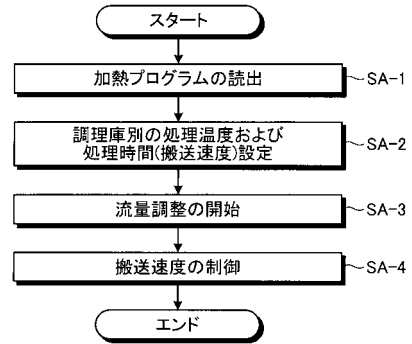 スタート
加熱プログラムの読出
SA-1
調理庫別の処理温度および
処理時間(搬送速度)設定
SA-2
流量調整の開始
SA-3
搬送速度の制御
SA-4
エンド